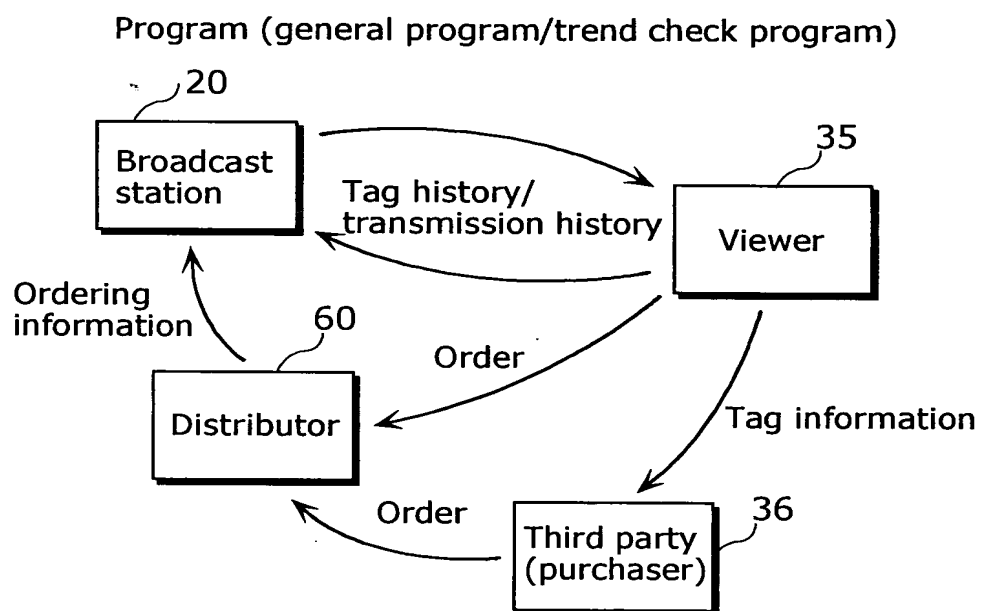 Program (general program/trend check program)
20
Broadcast
station
35
Tag history/
transmission history
Viewer
Ordering
information
60
Order
Distributor
Tag information
Order
36
Third party
(purchaser)